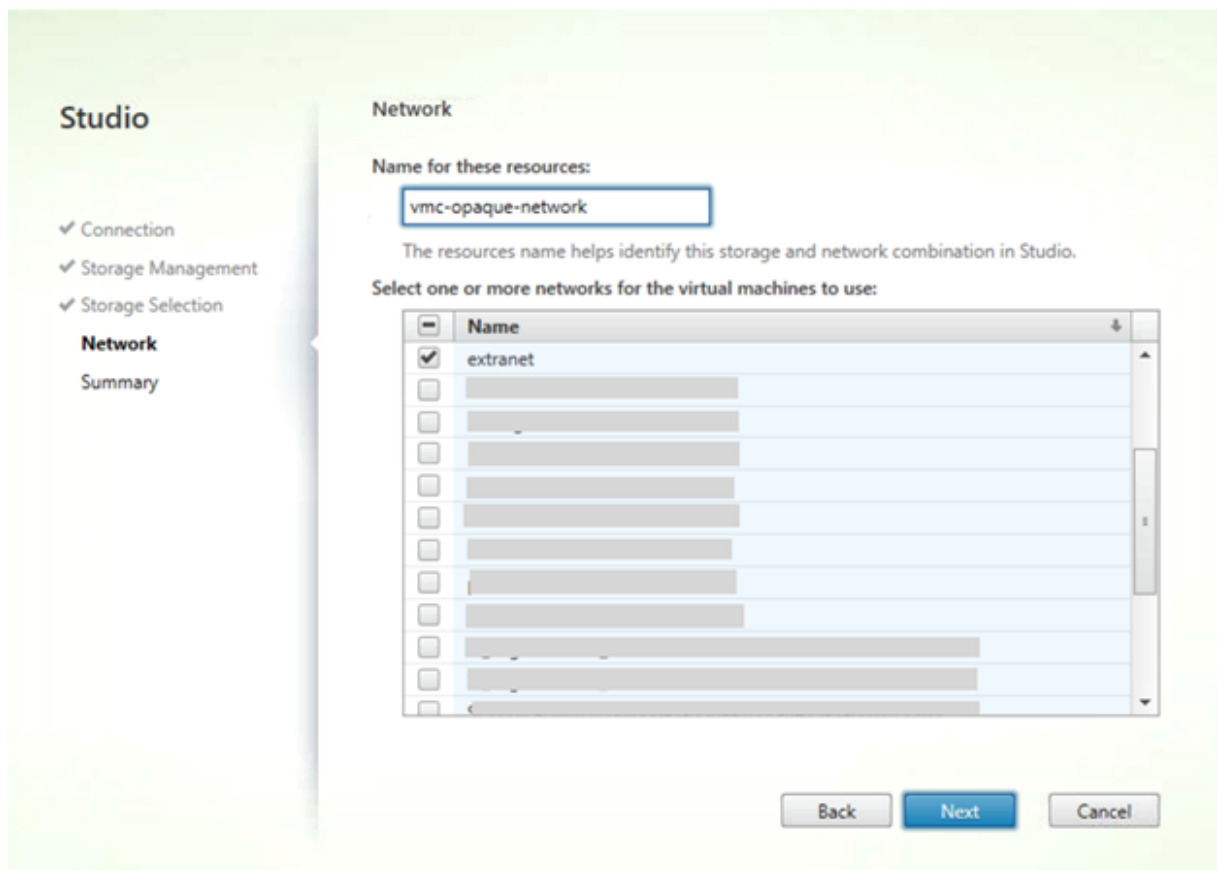 Studio
Connection
Storage Management
Storage Selection
Network
Summary
Network
Name for these resources:
vmc-opaque-network
The resources name helps identify this storage and network combination in Studio.
Select one or more networks for the virtual machines to use:
Name
extranet
Back
Next
Cancel